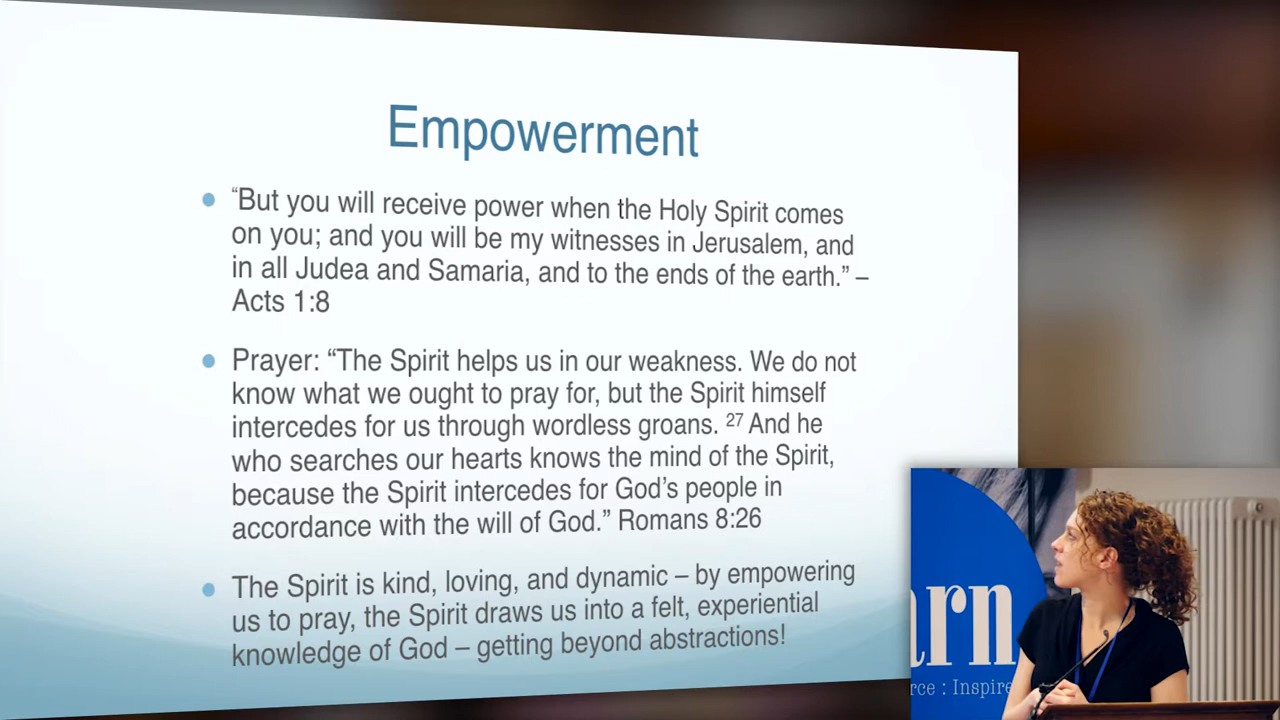 Empowerment
“But you will receive power when the Holy Spirit comes
on you; and you will be my witnesses in Jerusalem, and
in all Judea and Samaria, and to the ends of the earth.” –
Acts 1:8
Prayer: “The Spirit helps us in our weakness. We do not
know what we ought to pray for, but the Spirit himself
intercedes for us through wordless groans. ²⁷ And he
who searches our hearts knows the mind of the Spirit,
because the Spirit intercedes for God’s people in
accordance with the will of God.” Romans 8:26
The Spirit is kind, loving, and dynamic – by empowering
us to pray, the Spirit draws us into a felt, experiential
knowledge of God – getting beyond abstractions!
arn
rce : Inspire